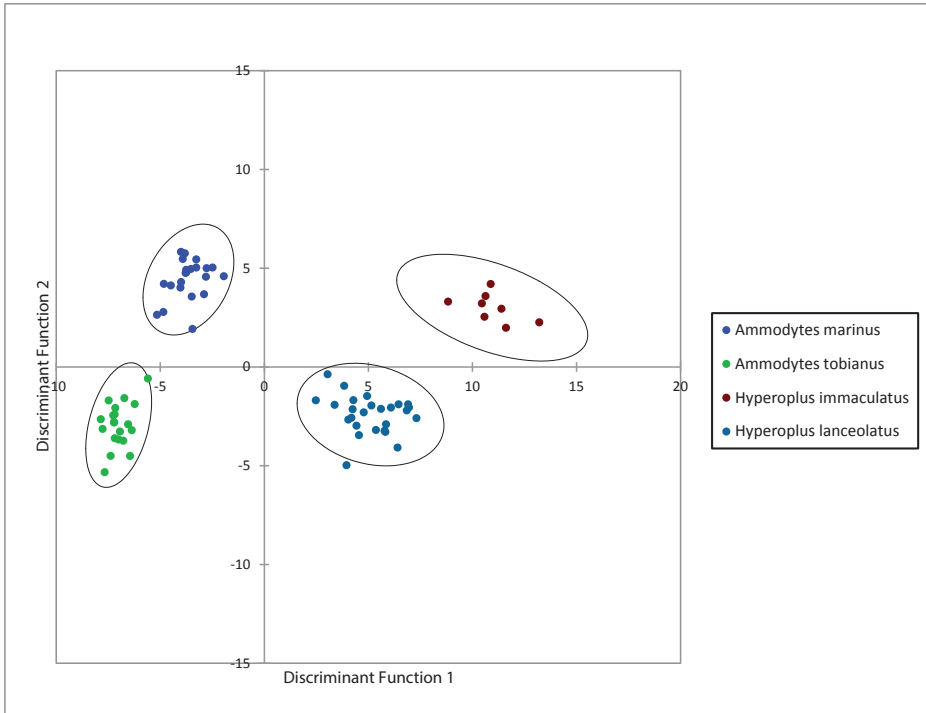 15
10
5
0
-10
-5
0
5
10
15
20
-5
-10
-15
Discriminant Function 2
Discriminant Function 1
Ammodytes marinus
Ammodytes tobianus
Hyperoplus immaculatus
Hyperoplus lanceolatus